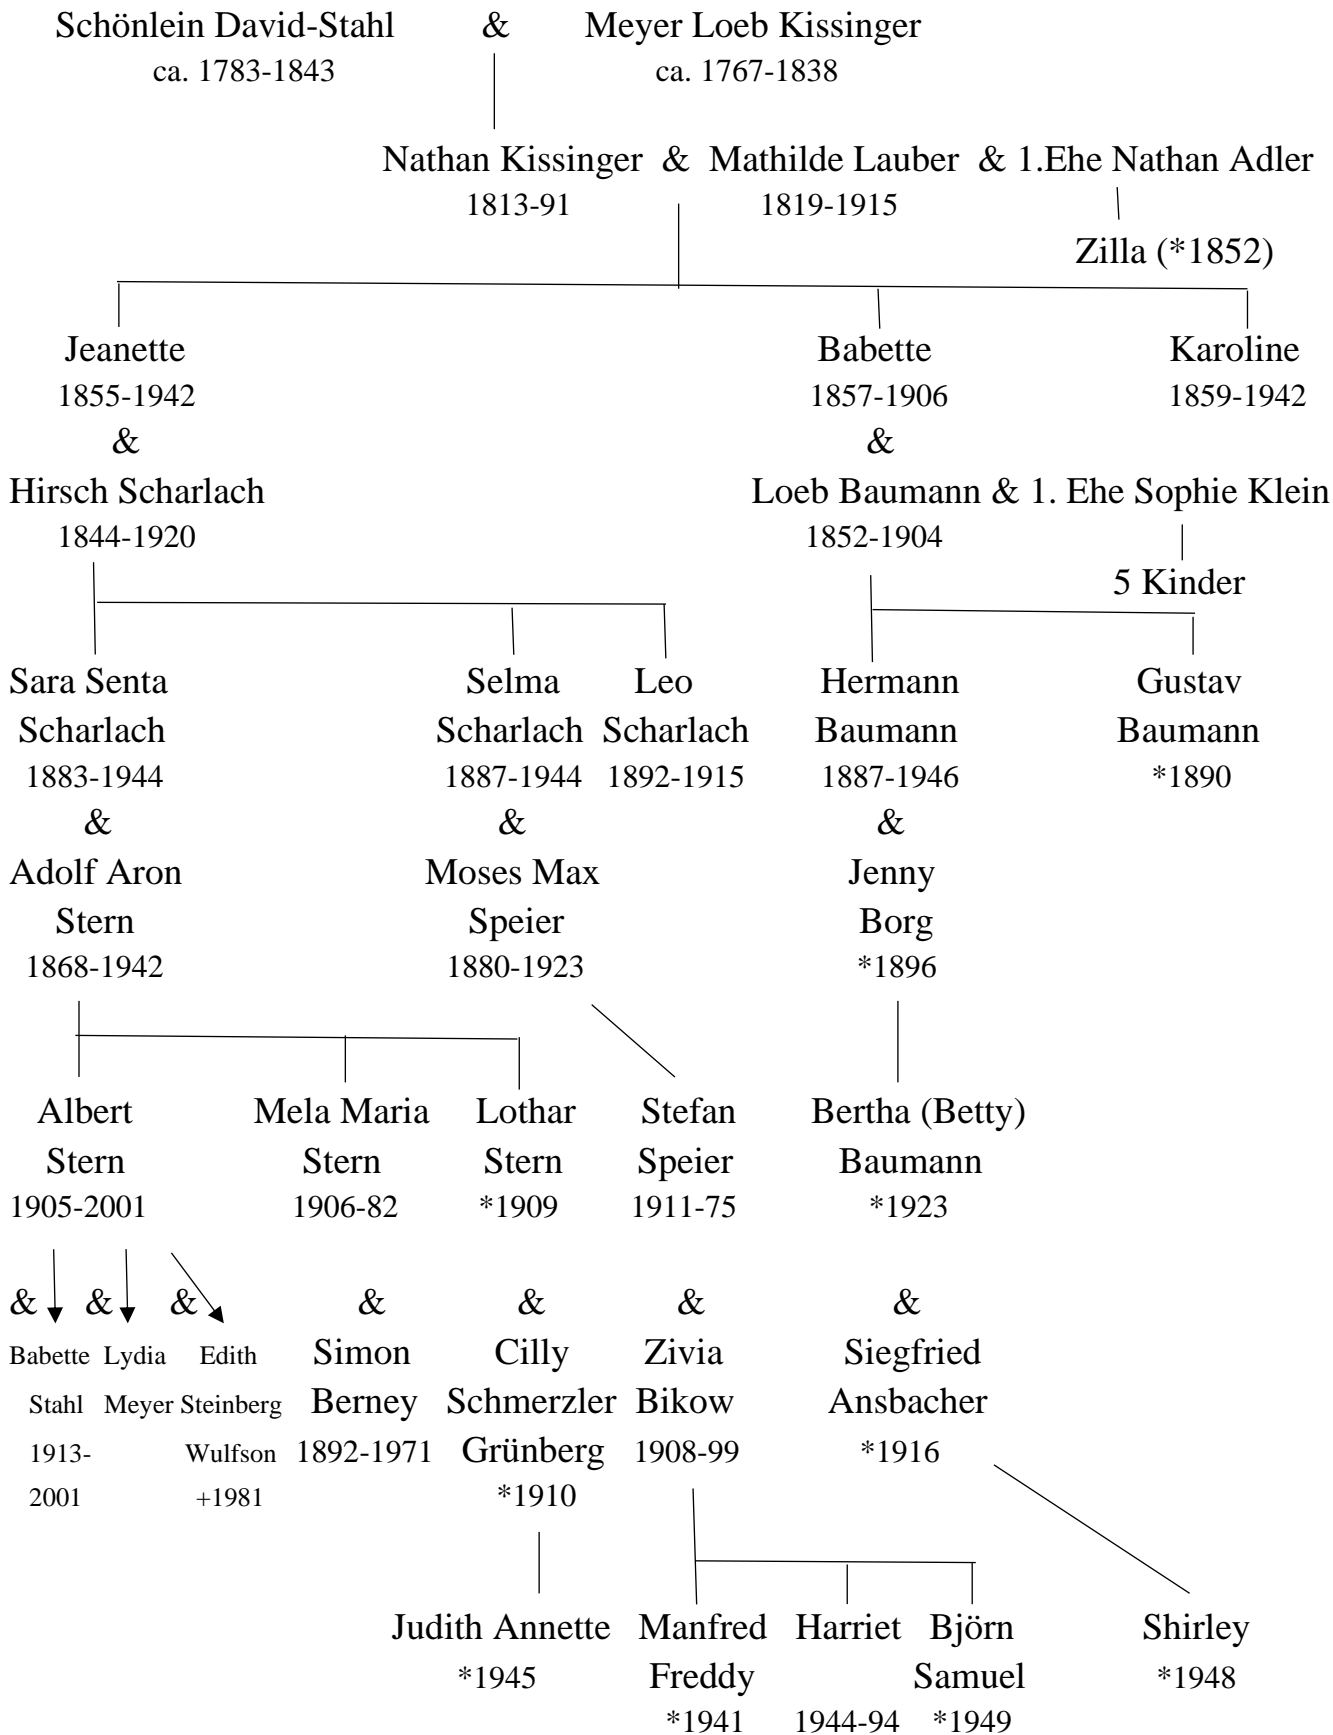 Schönlein David-Stahl & Meyer Loeb Kissinger
ca. 1783-1843 ca. 1767-1838
Nathan Kissinger & Mathilde Lauber & 1.Ehe Nathan Adler
1813-91 1819-1915
Zilla (*1852)
Jeanette Babette Karoline
1855-1942 1857-1906 1859-1942
& &
Hirsch Scharlach Loeb Baumann & 1. Ehe Sophie Klein
1844-1920 1852-1904
5 Kinder
Sara Senta Selma Leo Hermann Gustav
Scharlach Scharlach Scharlach Baumann Baumann
1883-1944 1887-1944 1892-1915 1887-1946 *1890
& & &
Adolf Aron Moses Max Jenny
Stern Speier Borg
1868-1942 1880-1923 *1896
Albert Mela Maria Lothar Stefan Bertha (Betty)
Stern Stern Stern Speier Baumann
1905-2001 1906-82 *1909 1911-75 *1923
& & & & & & &
Babette Lydia Edith Simon Cilly Zivia Siegfried
Stahl Meyer Steinberg Berney Schmerzler Bikow Ansbacher
1913- Wulfson 1892-1971 Grünberg 1908-99 *1916
2001 +1981 *1910
Judith Annette Manfred Harriet Björn Shirley
*1945 Freddy Samuel *1948
*1941 1944-94 *1949